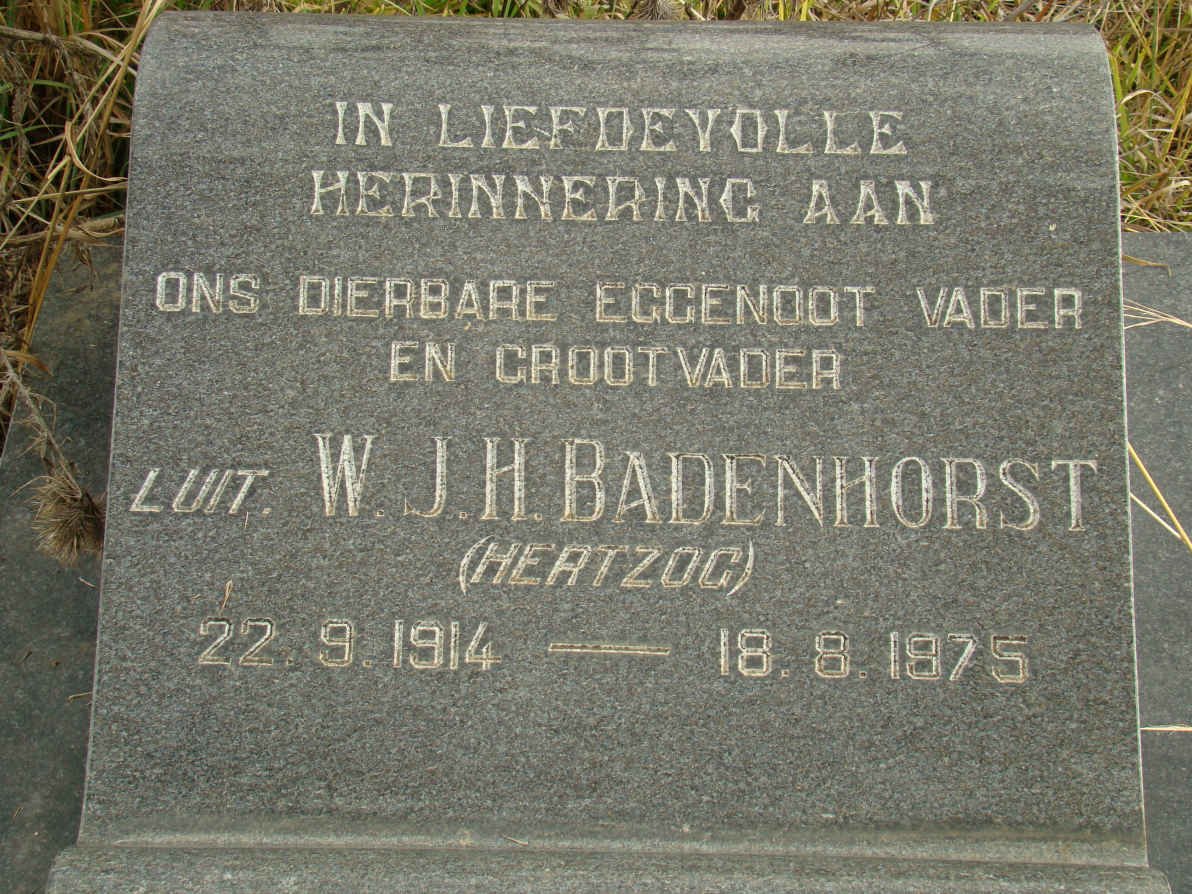 IN LIEFDEVOLLE
HERINNERING AAN
ONS DIERBARE EGGENOOT VADER
EN GROOTVADER
LUIT. W.J.H. BADENHORST
(HERTZOG)
22.9.1914 — 18.8.1975